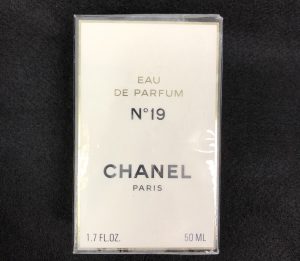 EAU
DE PARFUM
N°19
CHANEL
PARIS
1.7 FL.OZ. 50 ML